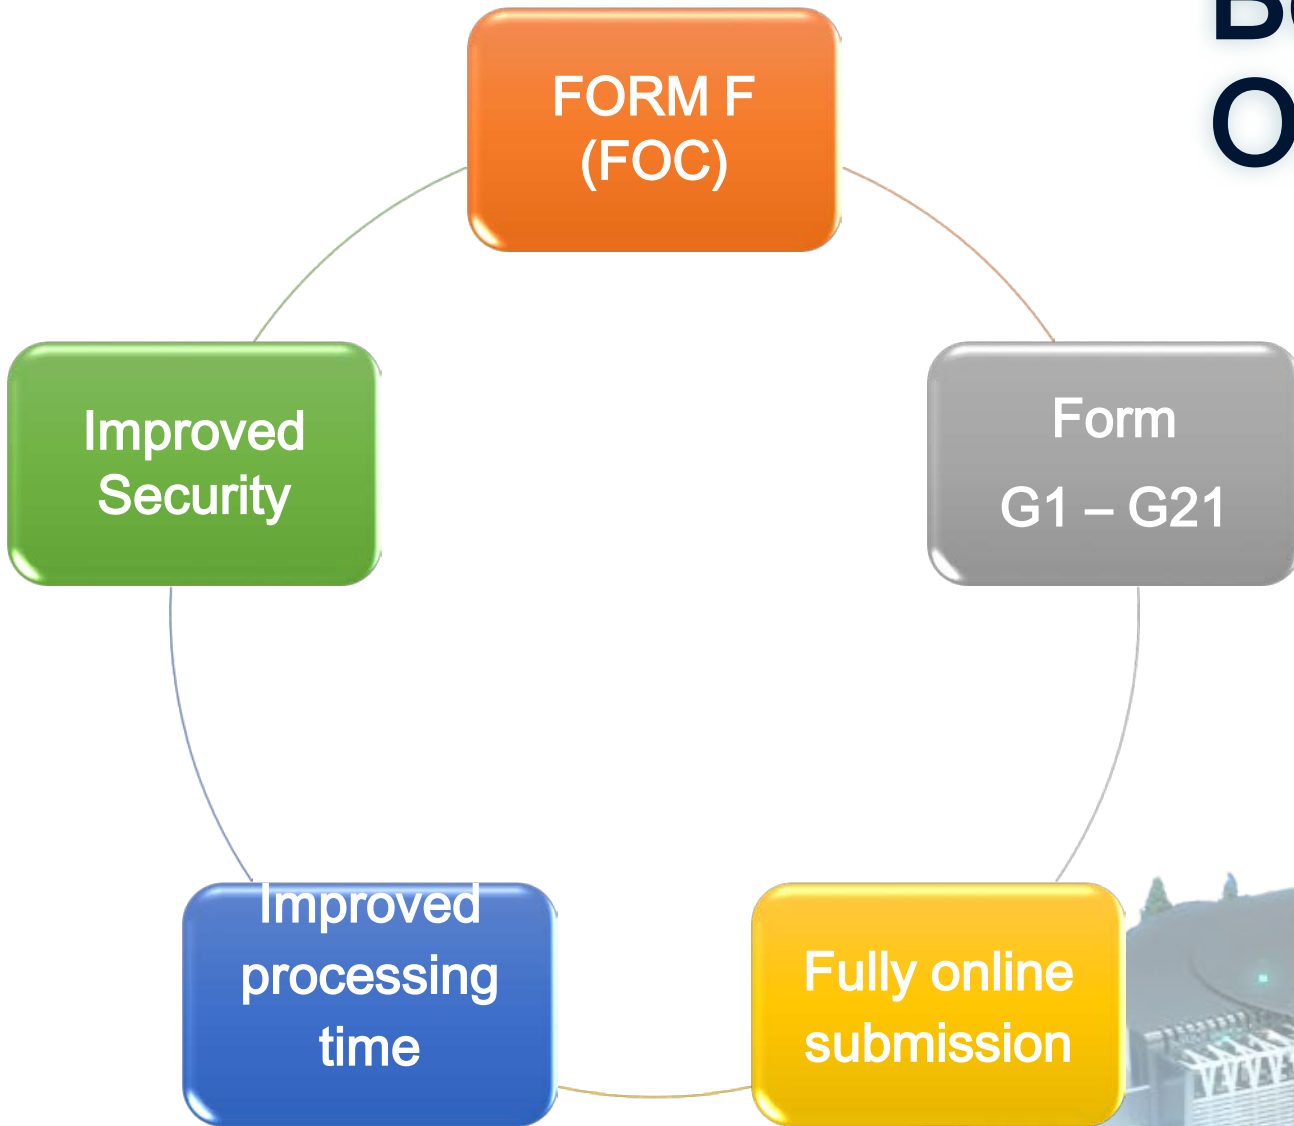 FORM F
(FOC)
Form
G1 – G21
Fully online
submission
Improved
processing
time
Improved
Security